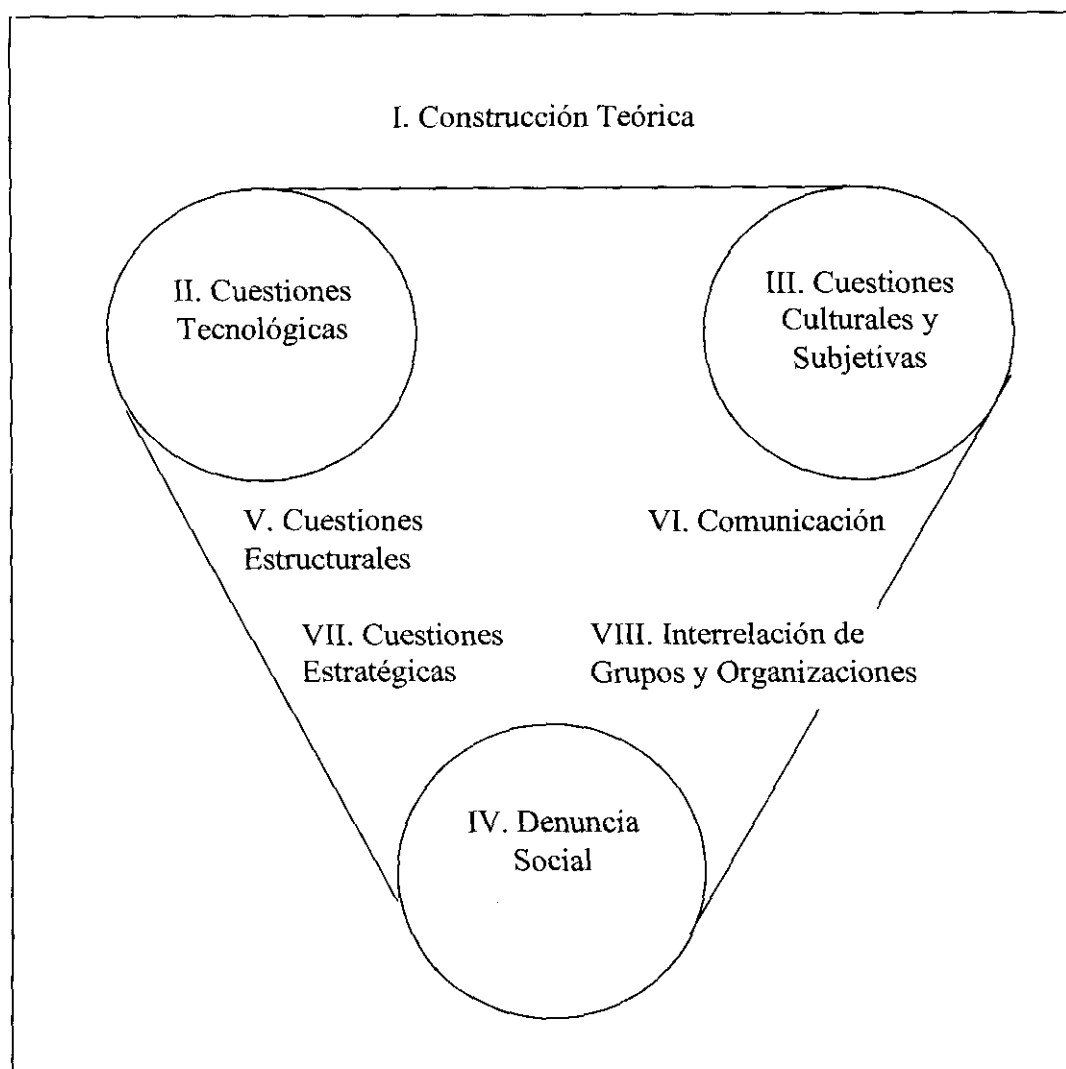 I. Construcción Teórica
II. Cuestiones
Tecnológicas
III. Cuestiones
Culturales y
Subjetivas
V. Cuestiones
Estructurales
VI. Comunicación
VII. Cuestiones
Estratégicas
VIII. Interrelación de
Grupos y Organizaciones
IV. Denuncia
Social